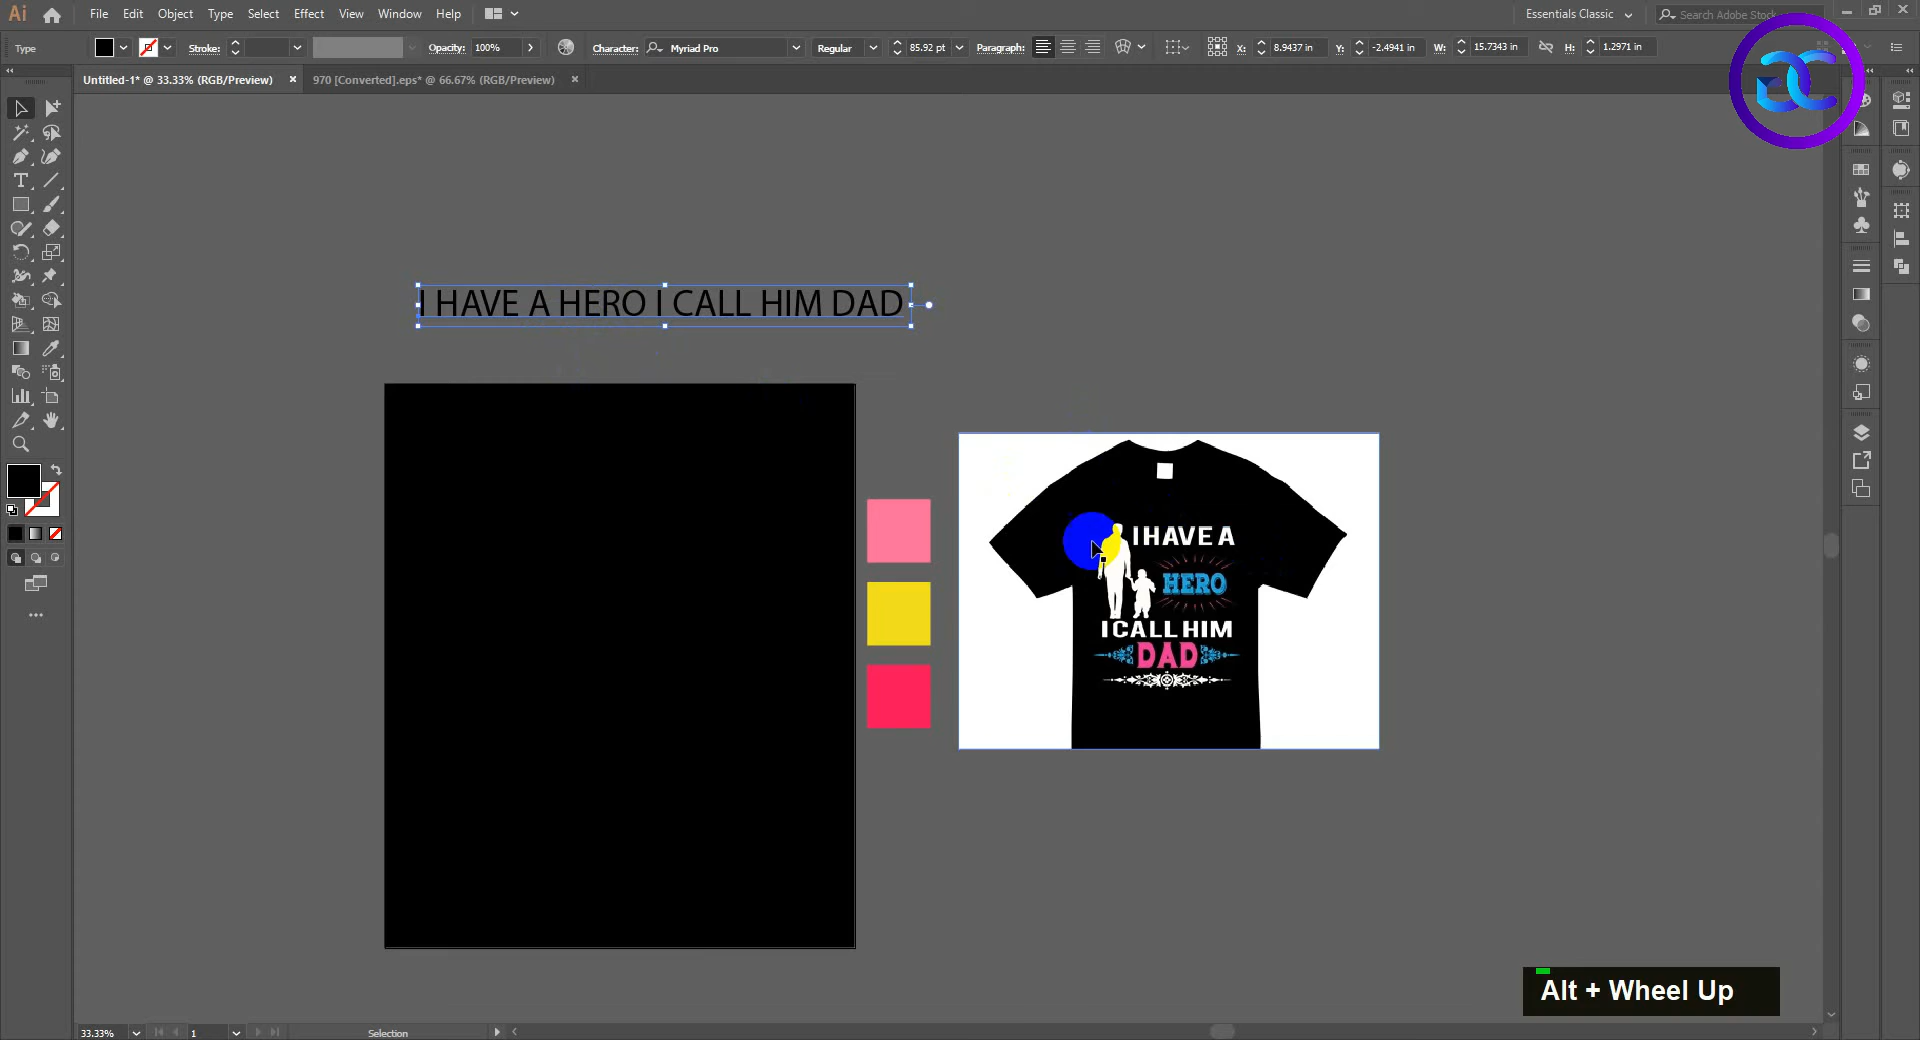 Ai File Edit Object Type Select Effect View Window Help Essentials Classic Search Adobe Stock
Type Stroke: Opacity: 100% Character: Myriad Pro Regular 85.92 pt Paragraph: X: 8.9437 in Y: -2.4941 in W: 15.7343 in H: 1.2971 in
Untitled-1* @ 33.33% (RGB/Preview) × 970 [Converted].eps* @ 66.67% (RGB/Preview) ×
I HAVE A HERO I CALL HIM DAD
I HAVE A
HERO
I CALL HIM
DAD
Alt + Wheel Up
33.33% 1 Selection